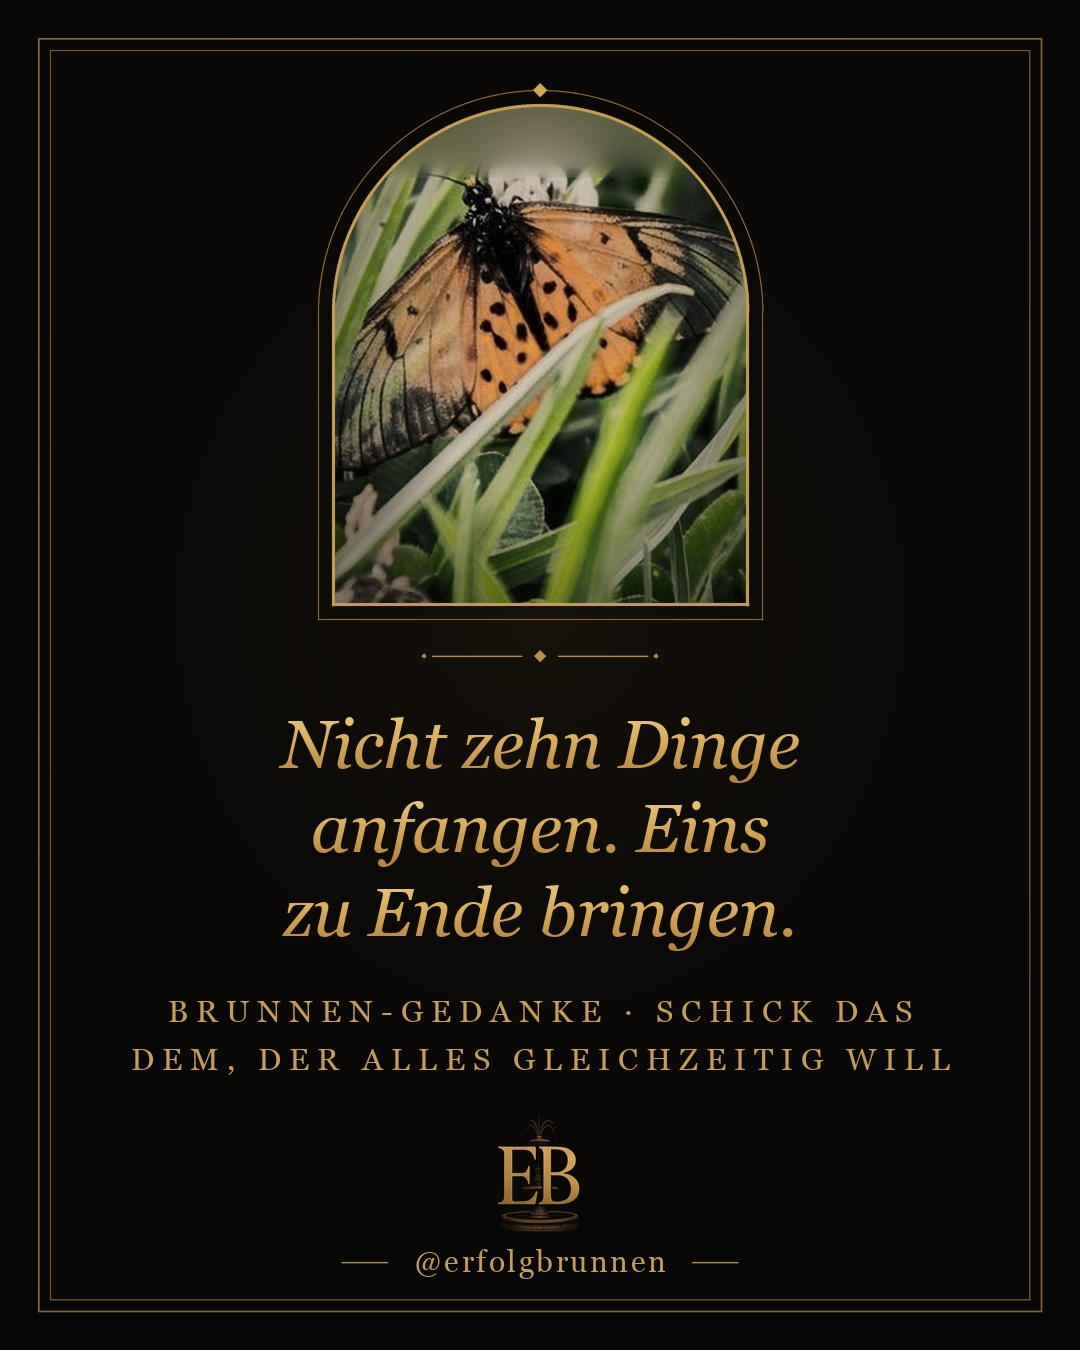 Nicht zehn Dinge
anfangen. Eins
zu Ende bringen.
BRUNNEN-GEDANKE · SCHICK DAS
DEM, DER ALLES GLEICHZEITIG WILL
EB
@erfolgbrunnen